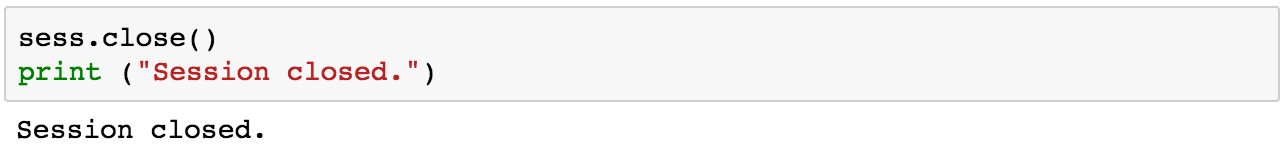 sess.close()
print ("Session closed.")
Session closed.